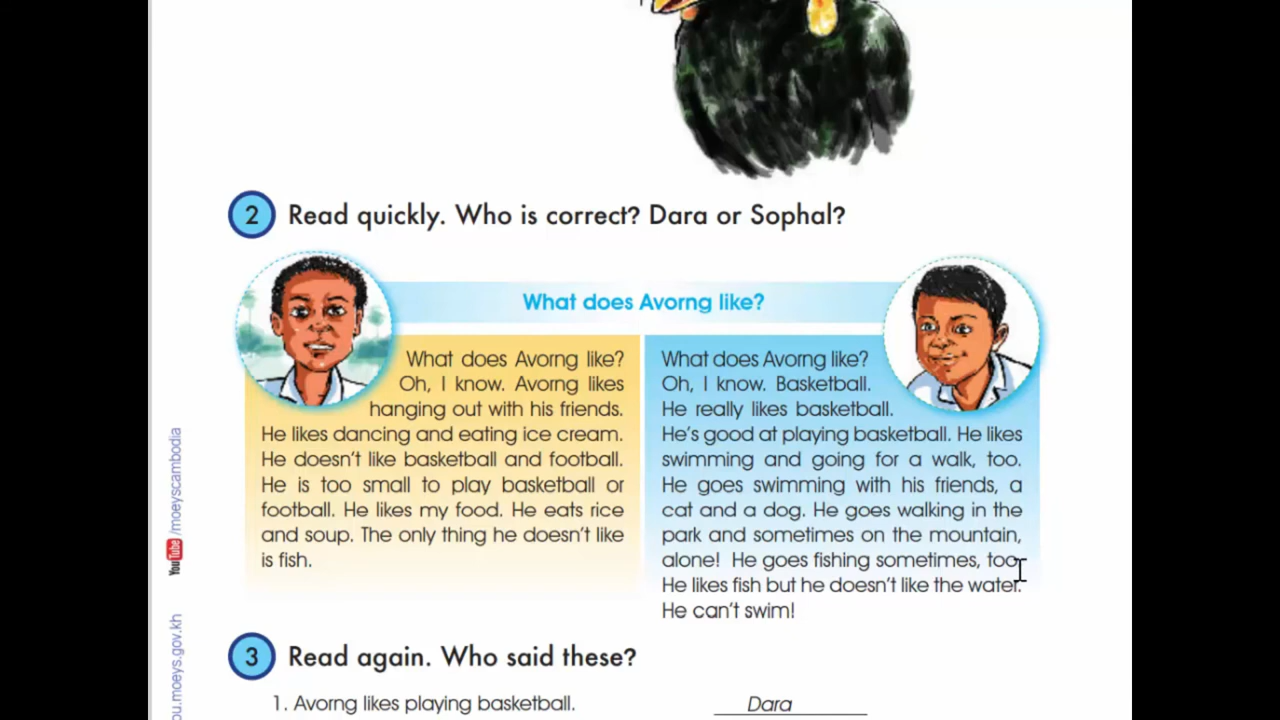 2 Read quickly. Who is correct? Dara or Sophal?
What does Avorng like?
What does Avorng like?
Oh, I know. Avorng likes
hanging out with his friends.
He likes dancing and eating ice cream.
He doesn't like basketball and football.
He is too small to play basketball or
football. He likes my food. He eats rice
and soup. The only thing he doesn't like
is fish.
What does Avorng like?
Oh, I know. Basketball.
He really likes basketball.
He's good at playing basketball. He likes
swimming and going for a walk, too.
He goes swimming with his friends, a
cat and a dog. He goes walking in the
park and sometimes on the mountain,
alone! He goes fishing sometimes, too.
He likes fish but he doesn't like the water.
He can't swim!
3 Read again. Who said these?
1. Avorng likes playing basketball. Dara
YouTube /moeyscambodia
ou.moeys.gov.kh